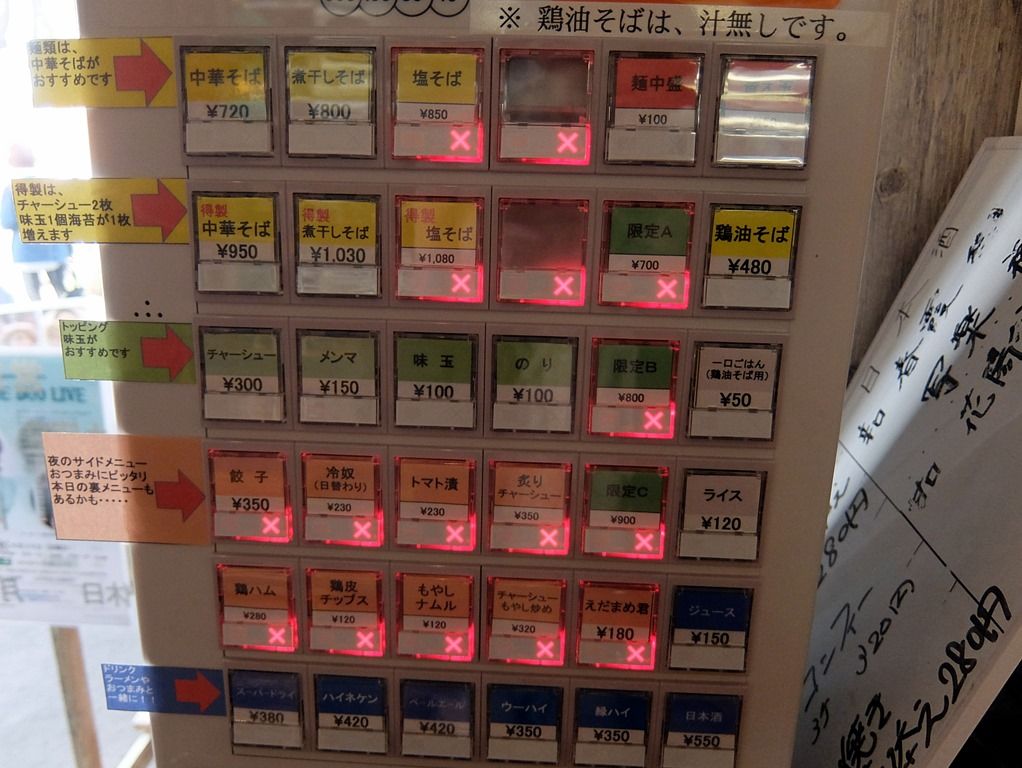 ※ 鶏油そばは、汁無しです。
麺類は、
中華そばが
おすすめです
中華そば
¥720
煮干しそば
¥800
塩そば
¥850
麺中盛
¥100
得製は、
チャーシュー2枚
味玉1個海苔が1枚
増えます
得製
中華そば
¥950
得製
煮干しそば
¥1,030
得製
塩そば
¥1,080
限定A
¥700
鶏油そば
¥480
トッピング
味玉が
おすすめです
チャーシュー
¥300
メンマ
¥150
味玉
¥100
のり
¥100
限定B
¥800
一口ごはん
(鶏油そば用)
¥50
夜のサイドメニュー
おつまみにピッタリ
本日の裏メニューも
あるかも・・・・・
餃子
¥350
冷奴
(日替わり)
¥230
トマト漬
¥230
炙り
チャーシュー
¥350
限定C
¥900
ライス
¥120
鶏ハム
¥280
鶏皮
チップス
¥120
もやし
ナムル
¥120
チャーシュー
もやし炒め
¥320
えだまめ君
¥180
ジュース
¥150
ドリンク
ラーメンや
おつまみと
一緒に！！
スーパードライ
¥380
ハイネケン
¥420
ペールエール
¥420
ウーハイ
¥350
緑ハイ
¥350
日本酒
¥550
280円
320円
280円